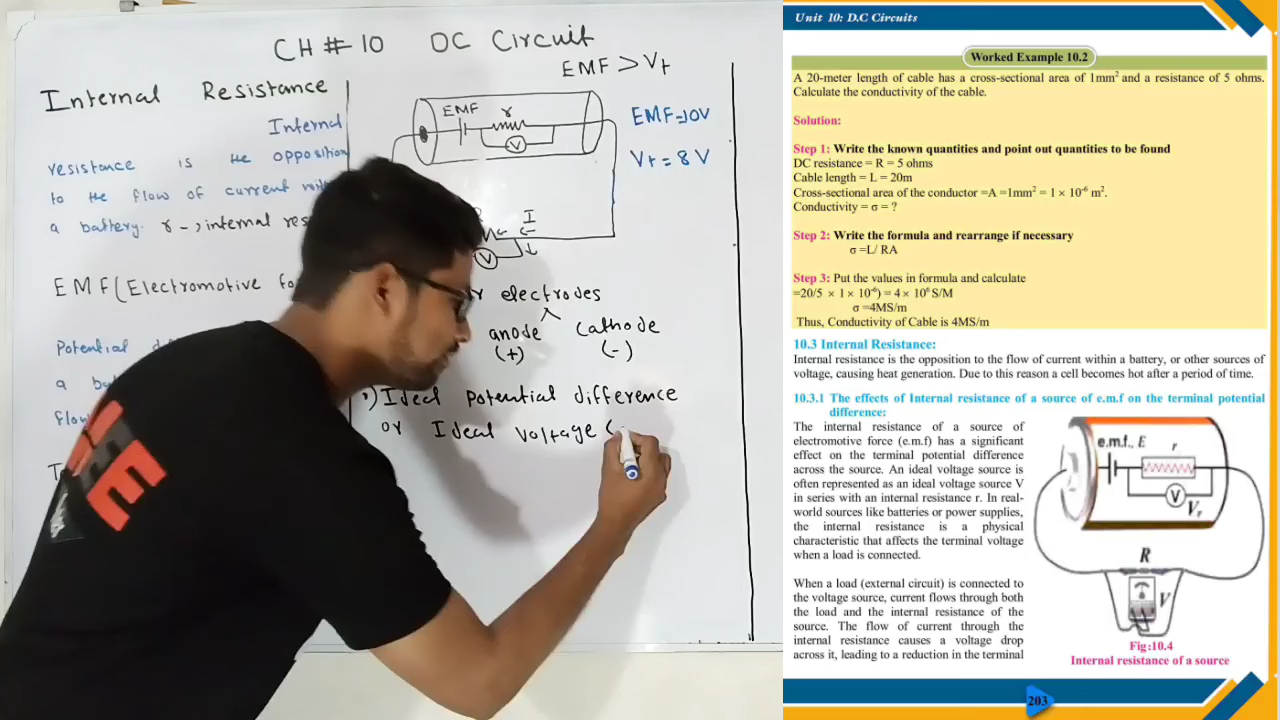 CH # 10 DC Circuit
EMF > Vt
Internal Resistance
Internal
resistance is the opposition
to the flow of current
a battery. r → internal
EMF (Electromotive
Potential
a
EMF r
V
EMF=10V
Vt = 8 V
I
V
or electrodes
anode Cathode
(+) (-)
Ideal potential difference
or Ideal voltage (
Unit 10: D.C Circuits
Worked Example 10.2
A 20-meter length of cable has a cross-sectional area of 1mm² and a resistance of 5 ohms.
Calculate the conductivity of the cable.
Solution:
Step 1: Write the known quantities and point out quantities to be found
DC resistance = R = 5 ohms
Cable length = L = 20m
Cross-sectional area of the conductor =A =1mm² = 1 × 10⁻⁶ m².
Conductivity = σ = ?
Step 2: Write the formula and rearrange if necessary
σ =L/ RA
Step 3: Put the values in formula and calculate
=20/5 × 1 × 10⁻⁶) = 4 × 10⁶ S/M
σ =4MS/m
Thus, Conductivity of Cable is 4MS/m
10.3 Internal Resistance:
Internal resistance is the opposition to the flow of current within a battery, or other sources of
voltage, causing heat generation. Due to this reason a cell becomes hot after a period of time.
10.3.1 The effects of Internal resistance of a source of e.m.f on the terminal potential
difference:
The internal resistance of a source of
electromotive force (e.m.f) has a significant
effect on the terminal potential difference
across the source. An ideal voltage source is
often represented as an ideal voltage source V
in series with an internal resistance r. In real-
world sources like batteries or power supplies,
the internal resistance is a physical
characteristic that affects the terminal voltage
when a load is connected.
When a load (external circuit) is connected to
the voltage source, current flows through both
the load and the internal resistance of the
source. The flow of current through the
internal resistance causes a voltage drop
across it, leading to a reduction in the terminal
e.m.f., E r
V
Vr
R
V
Fig:10.4
Internal resistance of a source
203